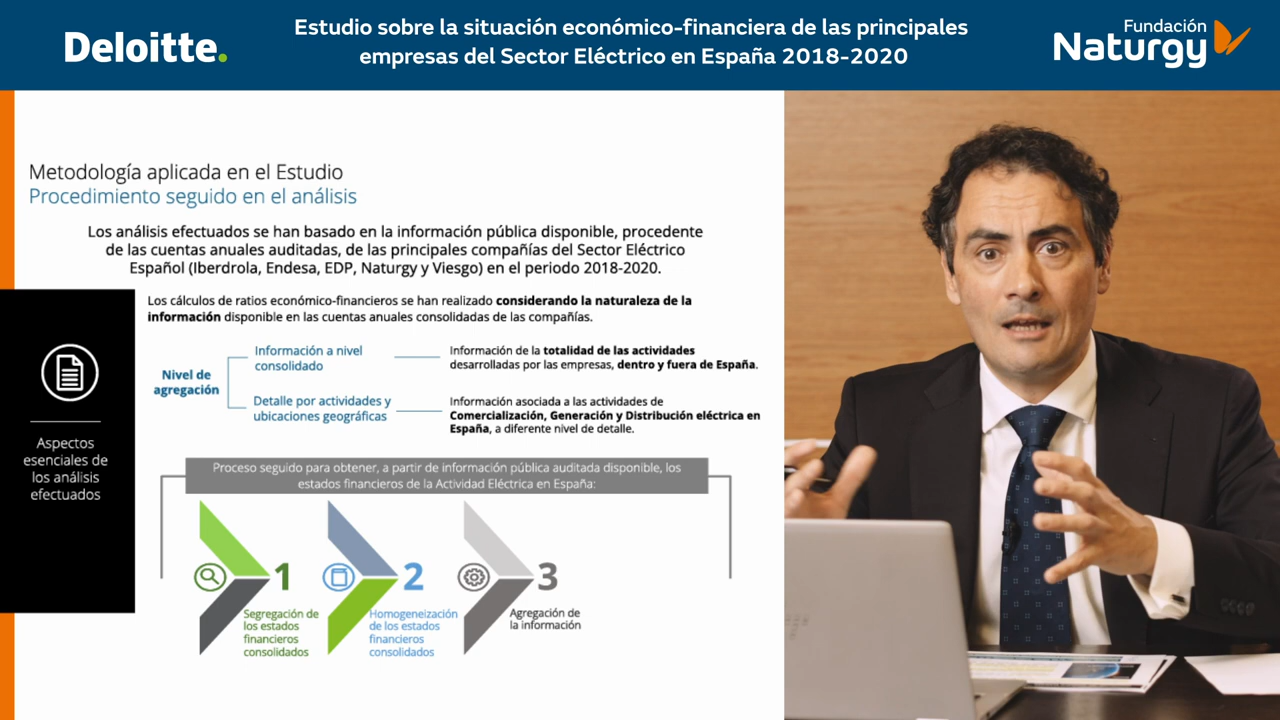 Deloitte.
Estudio sobre la situación económico-financiera de las principales
empresas del Sector Eléctrico en España 2018-2020
Fundación
Naturgy
Metodología aplicada en el Estudio
Procedimiento seguido en el análisis
Los análisis efectuados se han basado en la información pública disponible, procedente
de las cuentas anuales auditadas, de las principales compañías del Sector Eléctrico
Español (Iberdrola, Endesa, EDP, Naturgy y Viesgo) en el periodo 2018-2020.
Los cálculos de ratios económico-financieros se han realizado considerando la naturaleza de la
información disponible en las cuentas anuales consolidadas de las compañías.
Nivel de
agregación
Información a nivel
consolidado
Información de la totalidad de las actividades
desarrolladas por las empresas, dentro y fuera de España.
Detalle por actividades y
ubicaciones geográficas
Información asociada a las actividades de
Comercialización, Generación y Distribución eléctrica en
España, a diferente nivel de detalle.
Aspectos
esenciales de
los análisis
efectuados
Proceso seguido para obtener, a partir de información pública auditada disponible, los
estados financieros de la Actividad Eléctrica en España:
1
Segregación de
los estados
financieros
consolidados
2
Homogeneización
de los estados
financieros
consolidados
3
Agregación de
la información